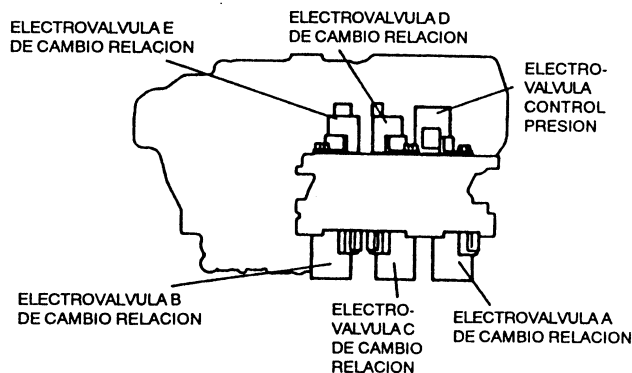 ELECTROVALVULA E
DE CAMBIO RELACION
ELECTROVALVULA D
DE CAMBIO RELACION
ELECTRO-
VALVULA
CONTROL
PRESION
ELECTROVALVULA B
DE CAMBIO RELACION
ELECTRO-
VALVULA C
DE CAMBIO
RELACION
ELECTROVALVULA A
DE CAMBIO RELACION